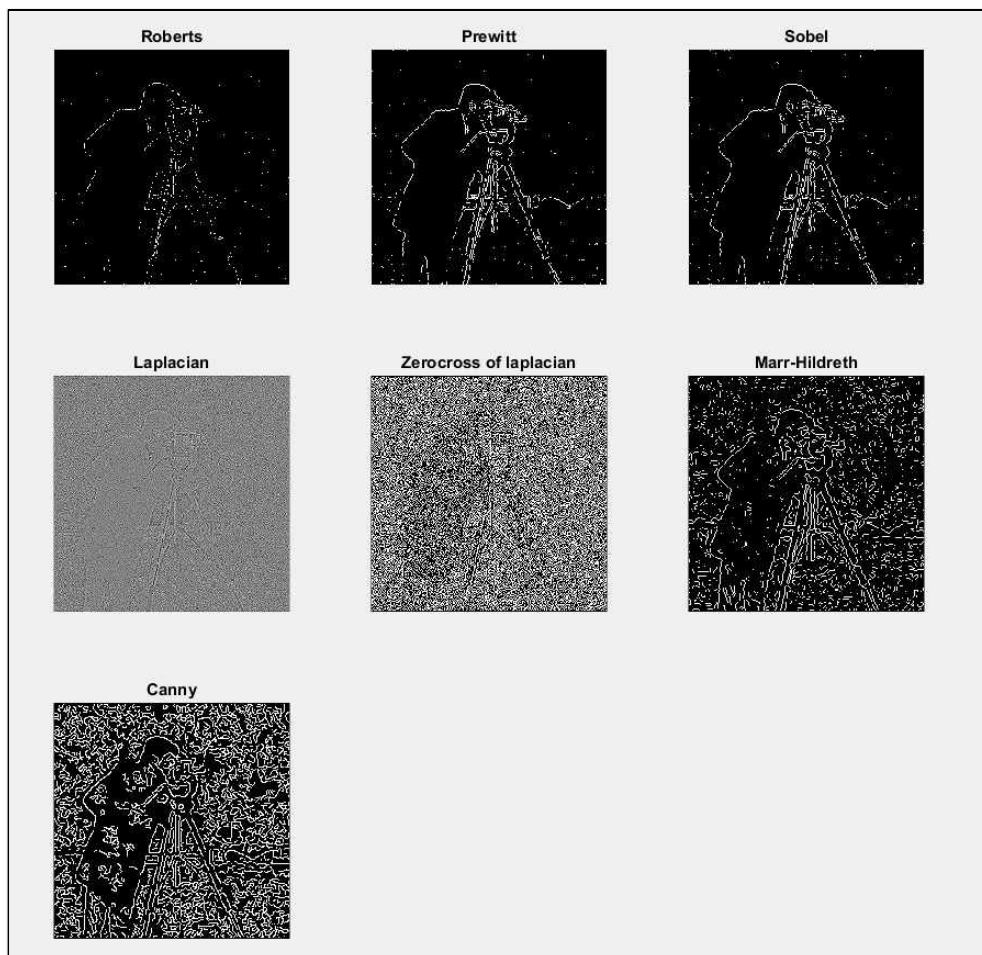 Roberts
Prewitt
Sobel
Laplacian
Zerocross of laplacian
Marr-Hildreth
Canny